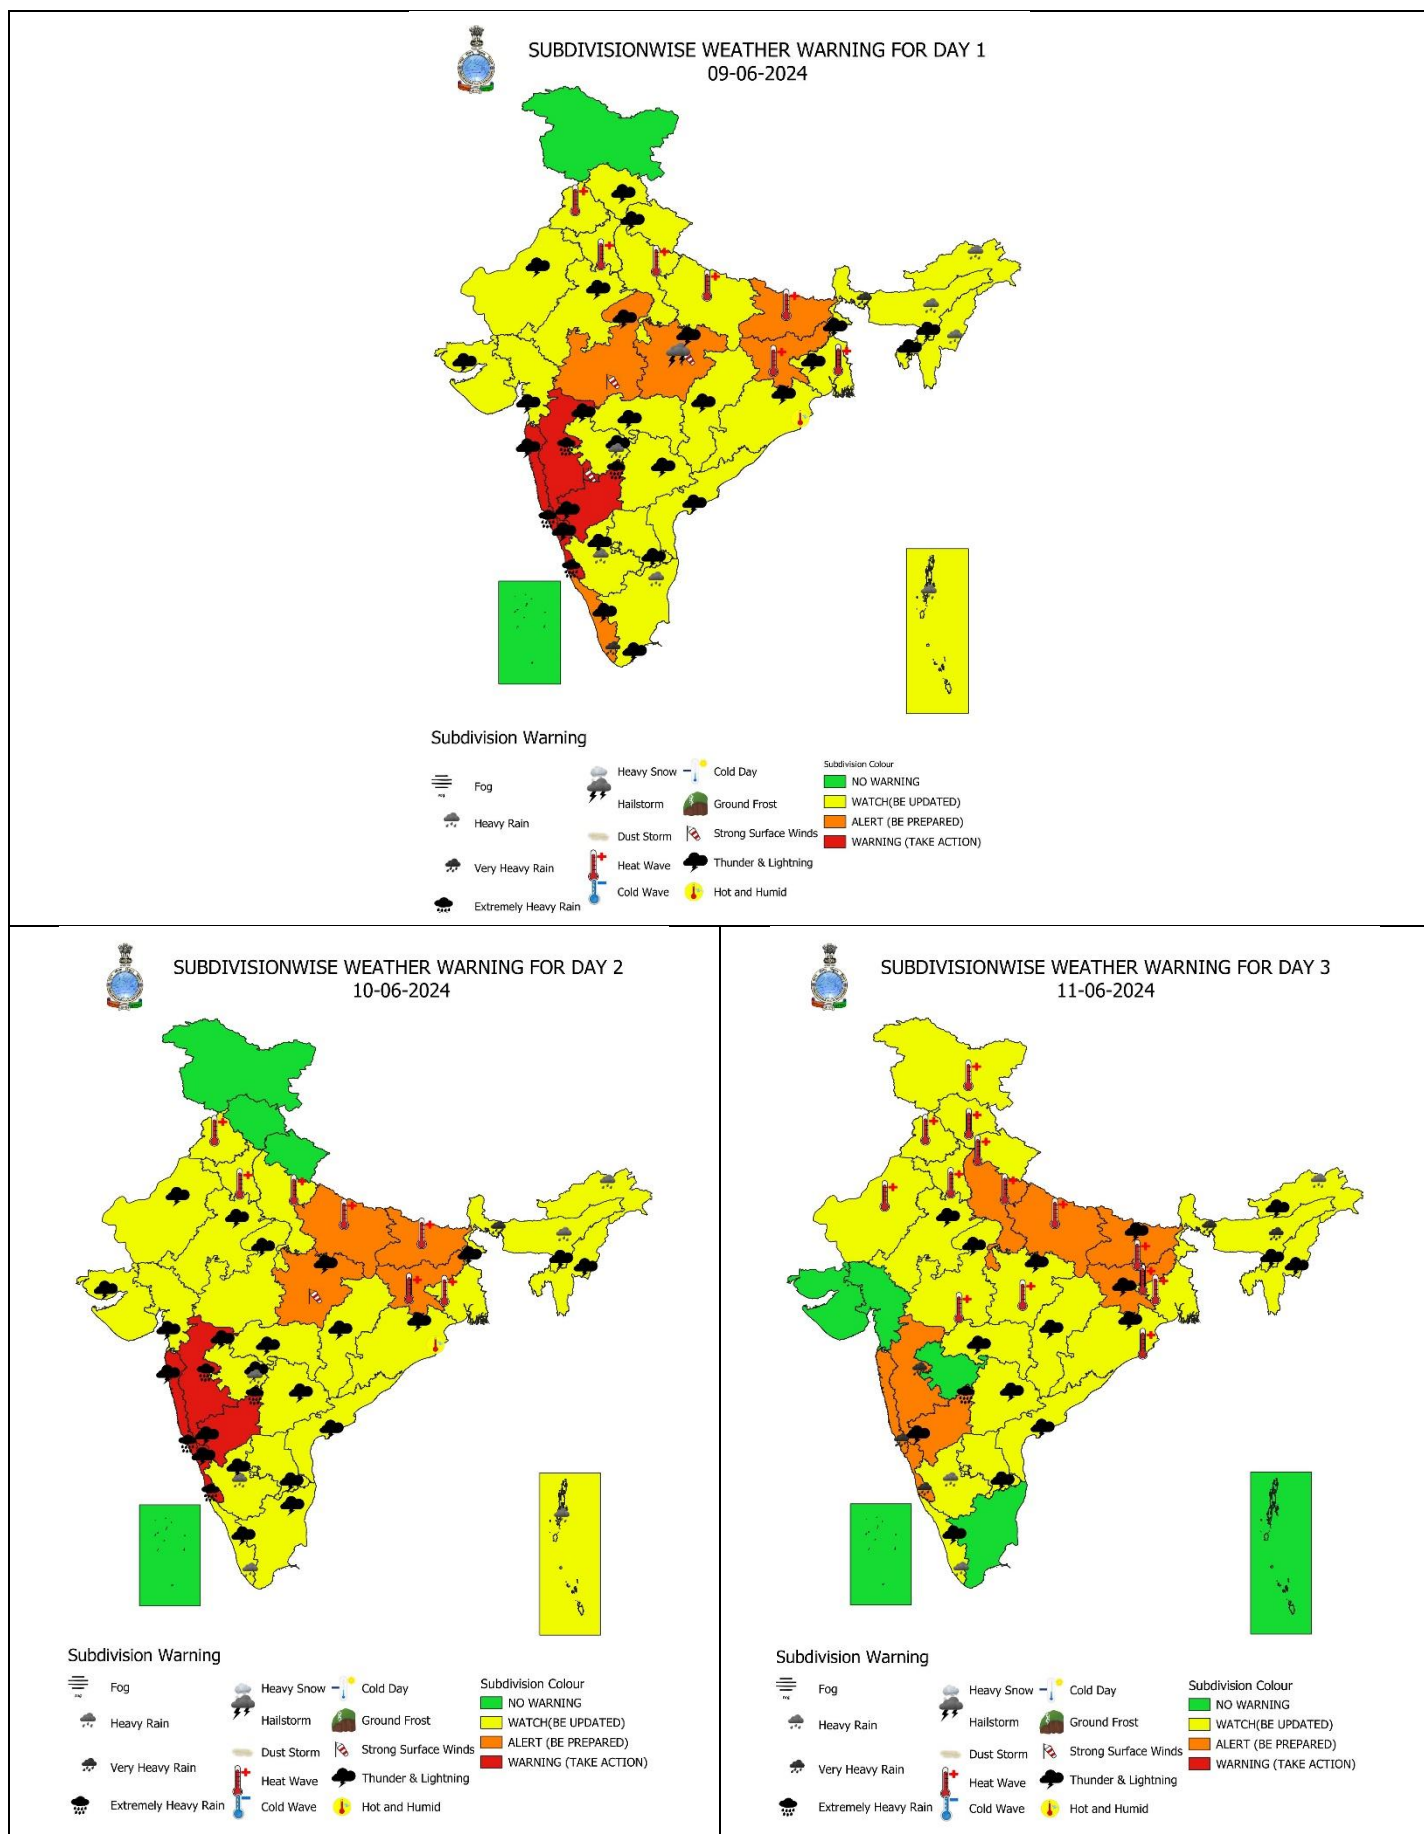 SUBDIVISIONWISE WEATHER WARNING FOR DAY 1
09-06-2024
Subdivision Warning
Fog
Heavy Rain
Very Heavy Rain
Extremely Heavy Rain
Heavy Snow
Hailstorm
Dust Storm
Heat Wave
Cold Wave
Cold Day
Ground Frost
Strong Surface Winds
Thunder & Lightning
Hot and Humid
Subdivision Colour
NO WARNING
WATCH(BE UPDATED)
ALERT (BE PREPARED)
WARNING (TAKE ACTION)
SUBDIVISIONWISE WEATHER WARNING FOR DAY 2
10-06-2024
Subdivision Warning
Fog
Heavy Rain
Very Heavy Rain
Extremely Heavy Rain
Heavy Snow
Hailstorm
Dust Storm
Heat Wave
Cold Wave
Cold Day
Ground Frost
Strong Surface Winds
Thunder & Lightning
Hot and Humid
Subdivision Colour
NO WARNING
WATCH(BE UPDATED)
ALERT (BE PREPARED)
WARNING (TAKE ACTION)
SUBDIVISIONWISE WEATHER WARNING FOR DAY 3
11-06-2024
Subdivision Warning
Fog
Heavy Rain
Very Heavy Rain
Extremely Heavy Rain
Heavy Snow
Hailstorm
Dust Storm
Heat Wave
Cold Wave
Cold Day
Ground Frost
Strong Surface Winds
Thunder & Lightning
Hot and Humid
Subdivision Colour
NO WARNING
WATCH(BE UPDATED)
ALERT (BE PREPARED)
WARNING (TAKE ACTION)